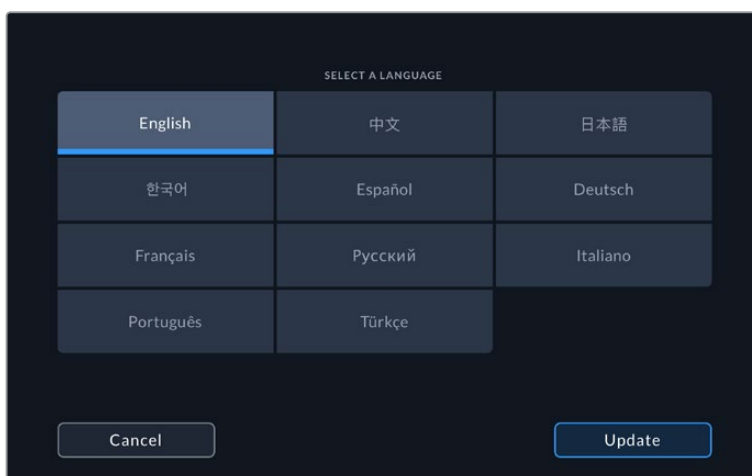 SELECT A LANGUAGE
English 中文 日本語
한국어 Español Deutsch
Français Русский Italiano
Português Türkçe
Cancel Update